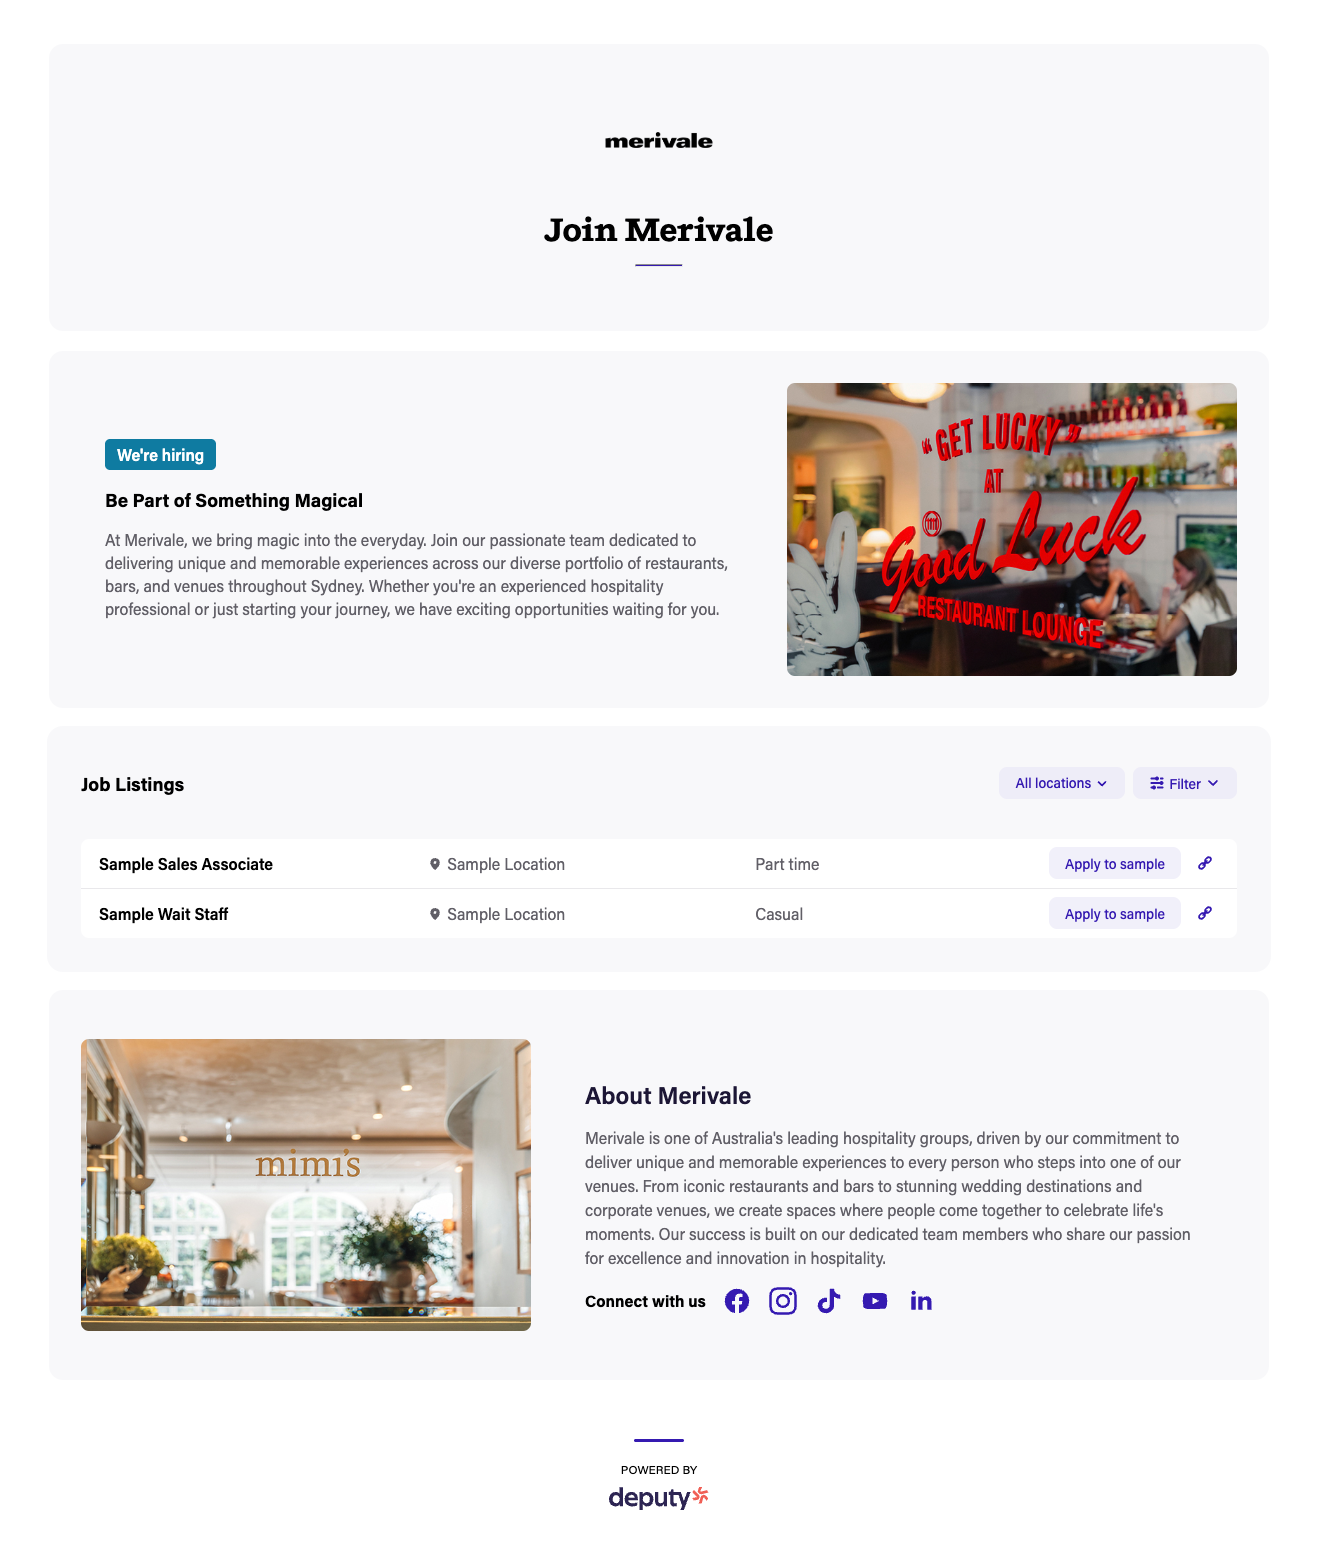 merivale
Join Merivale
We're hiring
Be Part of Something Magical
At Merivale, we bring magic into the everyday. Join our passionate team dedicated to
delivering unique and memorable experiences across our diverse portfolio of restaurants,
bars, and venues throughout Sydney. Whether you're an experienced hospitality
professional or just starting your journey, we have exciting opportunities waiting for you.
"GET LUCKY"
AT
Good Luck
RESTAURANT LOUNGE
Job Listings
All locations
Filter
Sample Sales Associate Sample Location Part time Apply to sample
Sample Wait Staff Sample Location Casual Apply to sample
mimi's
About Merivale
Merivale is one of Australia's leading hospitality groups, driven by our commitment to
deliver unique and memorable experiences to every person who steps into one of our
venues. From iconic restaurants and bars to stunning wedding destinations and
corporate venues, we create spaces where people come together to celebrate life's
moments. Our success is built on our dedicated team members who share our passion
for excellence and innovation in hospitality.
Connect with us
POWERED BY
deputy